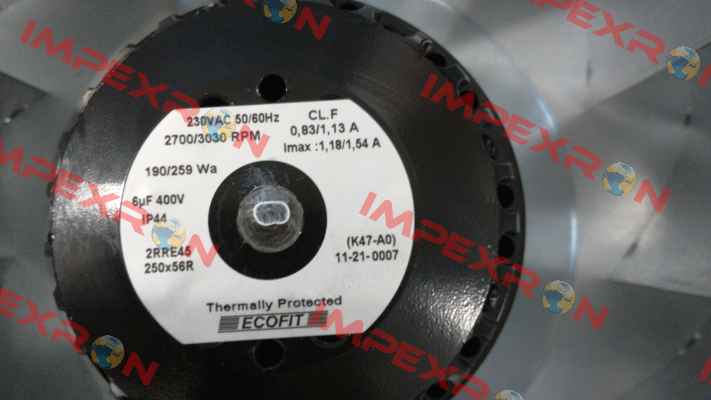 230VAC 50/60Hz
2700/3030 RPM
CL.F
0,83/1,13 A
Imax :1,18/1,54 A
190/259 Wa
6µF 400V
IP44
2RRE45
250x56R
(K47-A0)
11-21-0007
Thermally Protected
ECOFIT
IMPEXRON
IMPEXRON
IMPEXRON
IMPEXRON
IMPEXRON
IMPEXRON